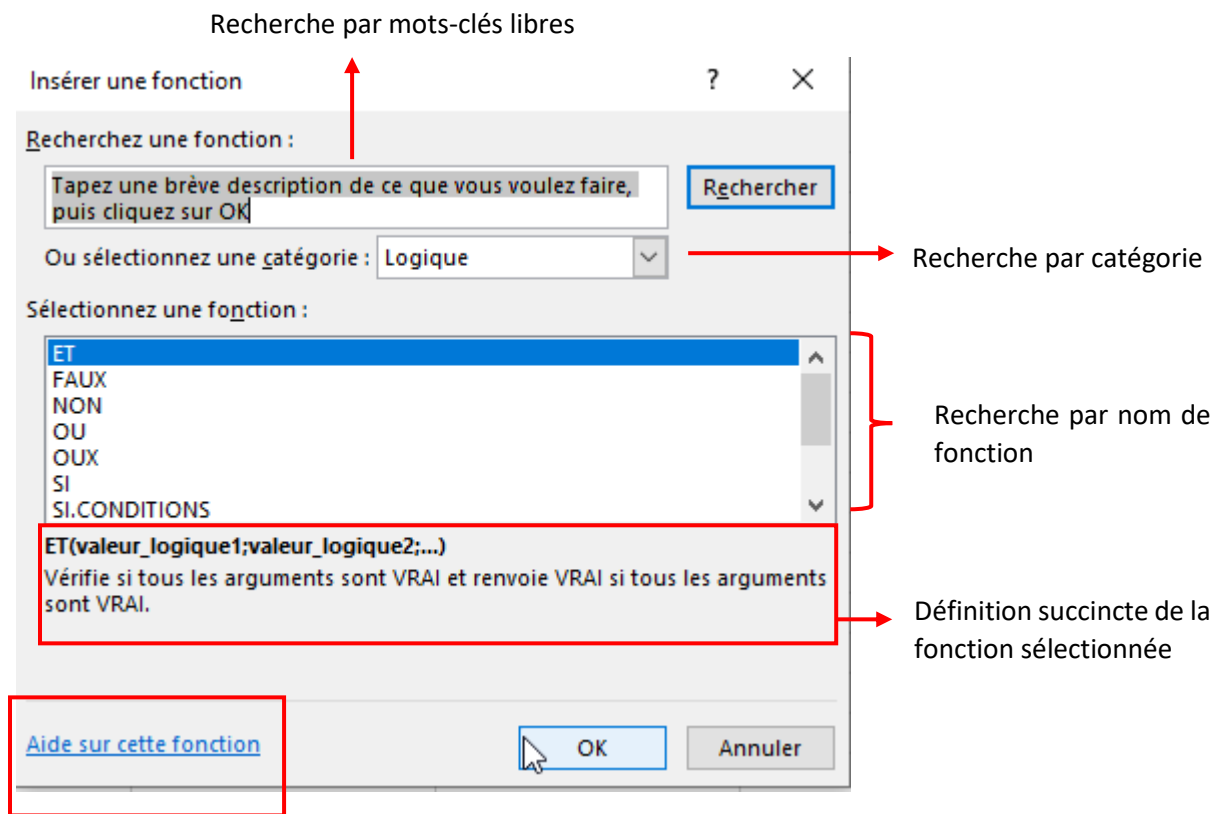 Recherche par mots-clés libres
Insérer une fonction
?
Recherchez une fonction :
Tapez une brève description de ce que vous voulez faire,
puis cliquez sur OK
Rechercher
Ou sélectionnez une catégorie :
Logique
Recherche par catégorie
Sélectionnez une fonction :
ET
FAUX
NON
OU
OUX
SI
SI.CONDITIONS
Recherche par nom de
fonction
ET(valeur_logique1;valeur_logique2;...)
Vérifie si tous les arguments sont VRAI et renvoie VRAI si tous les arguments
sont VRAI.
Définition succincte de la
fonction sélectionnée
Aide sur cette fonction
OK
Annuler